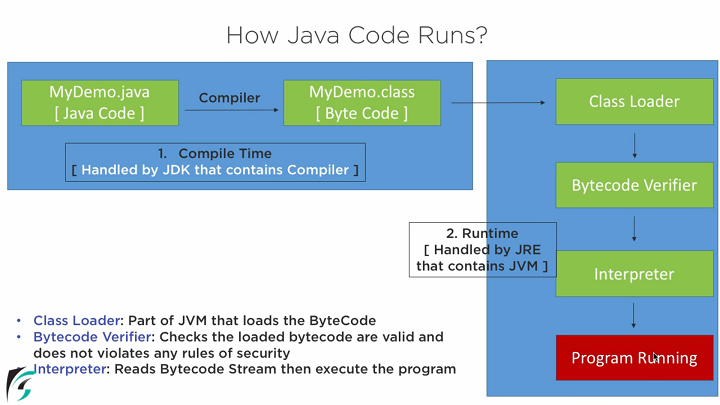 How Java Code Runs?
MyDemo.java
[ Java Code ]
Compiler
MyDemo.class
[ Byte Code ]
1. Compile Time
[ Handled by JDK that contains Compiler ]
Class Loader
Bytecode Verifier
2. Runtime
[ Handled by JRE
that contains JVM ]
Interpreter
Program Running
• Class Loader: Part of JVM that loads the ByteCode
• Bytecode Verifier: Checks the loaded bytecode are valid and
does not violates any rules of security
Interpreter: Reads Bytecode Stream then execute the program